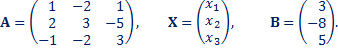 A = ( 1 -2 1
2 3 -5
-1 -2 3 ), X = ( x₁
x₂
x₃ ), B = ( 3
-8
5 )